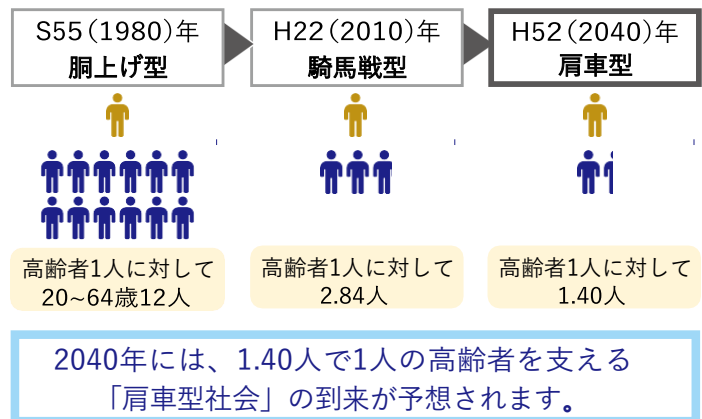 S55(1980)年
胴上げ型
H22(2010)年
騎馬戦型
H52(2040)年
肩車型
高齢者1人に対して
20~64歳12人
高齢者1人に対して
2.84人
高齢者1人に対して
1.40人
2040年には、1.40人で1人の高齢者を支える
「肩車型社会」の到来が予想されます。